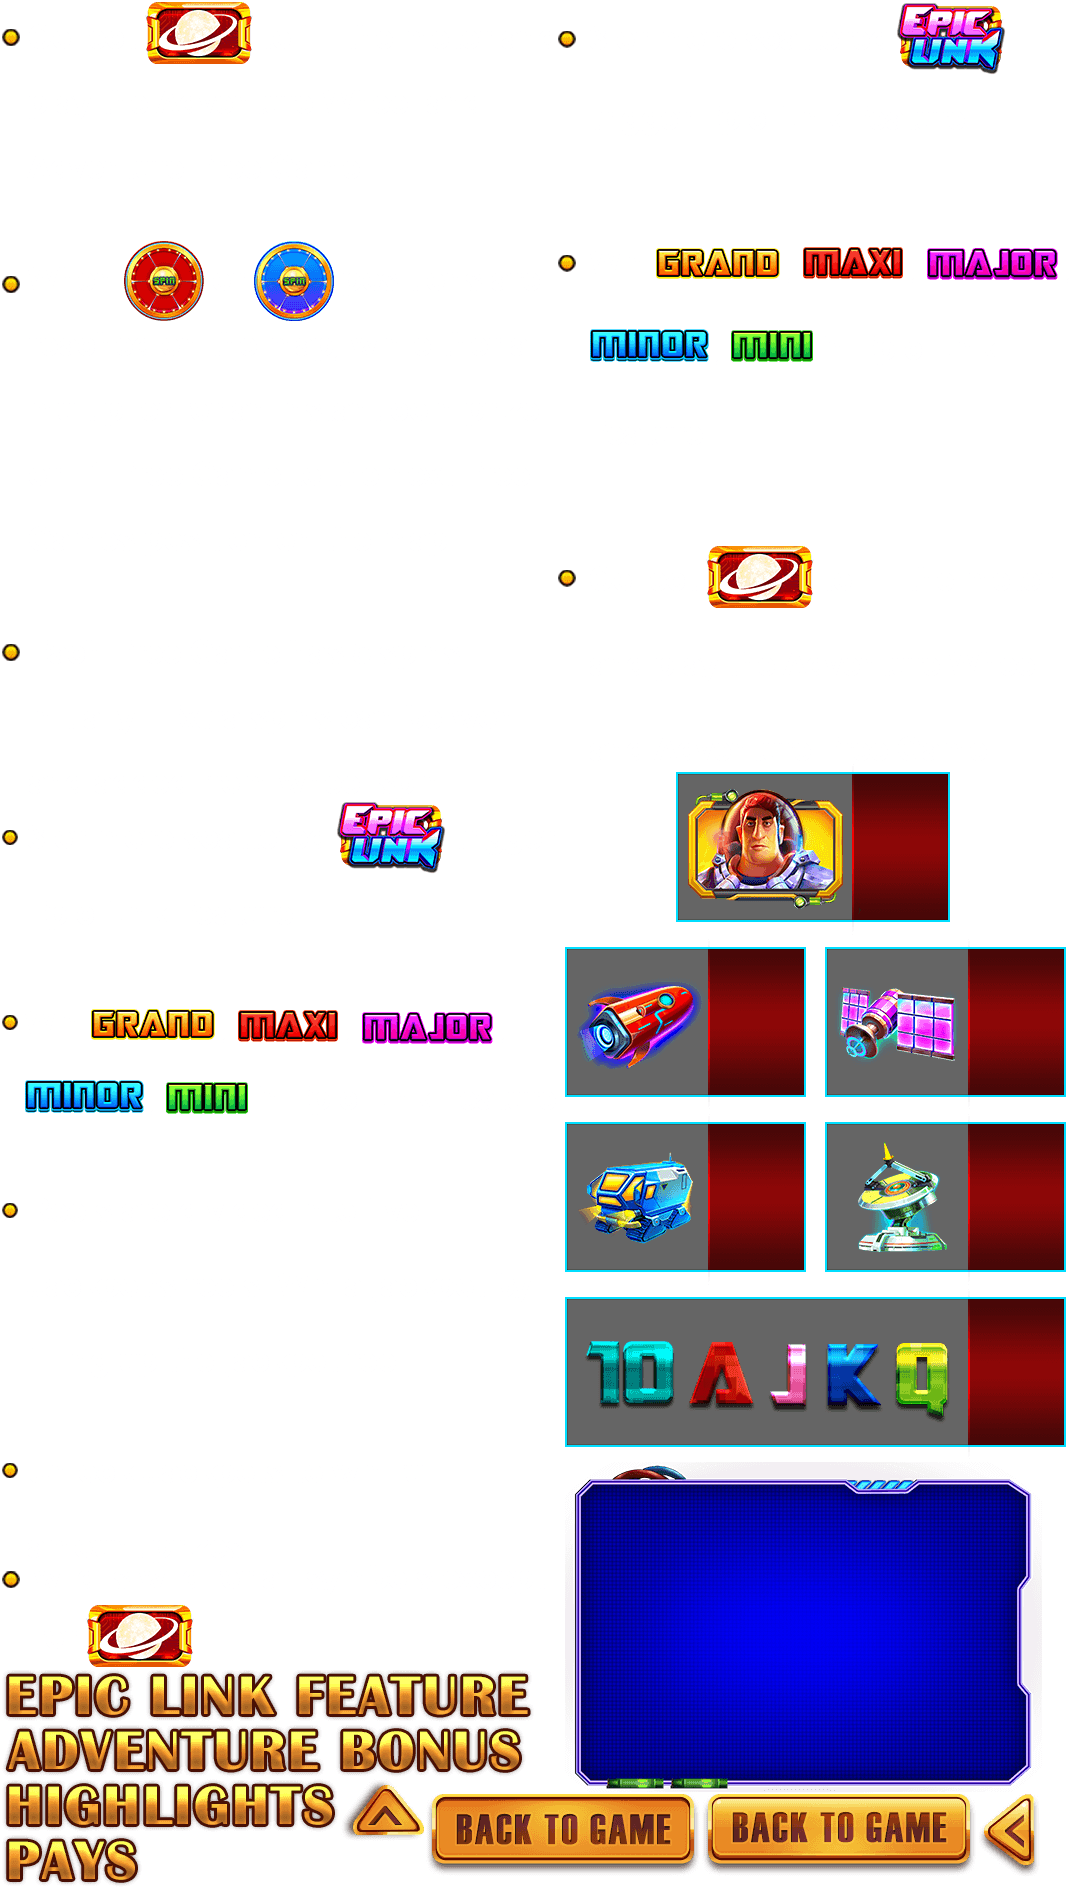 EPIC
LINK
SPIN SPIN
GRAND MAXI MAJOR
MINOR MINI
EPIC
LINK
GRAND MAXI MAJOR
MINOR MINI
10 A J K Q
EPIC LINK FEATURE
ADVENTURE BONUS
HIGHLIGHTS
PAYS
BACK TO GAME
BACK TO GAME